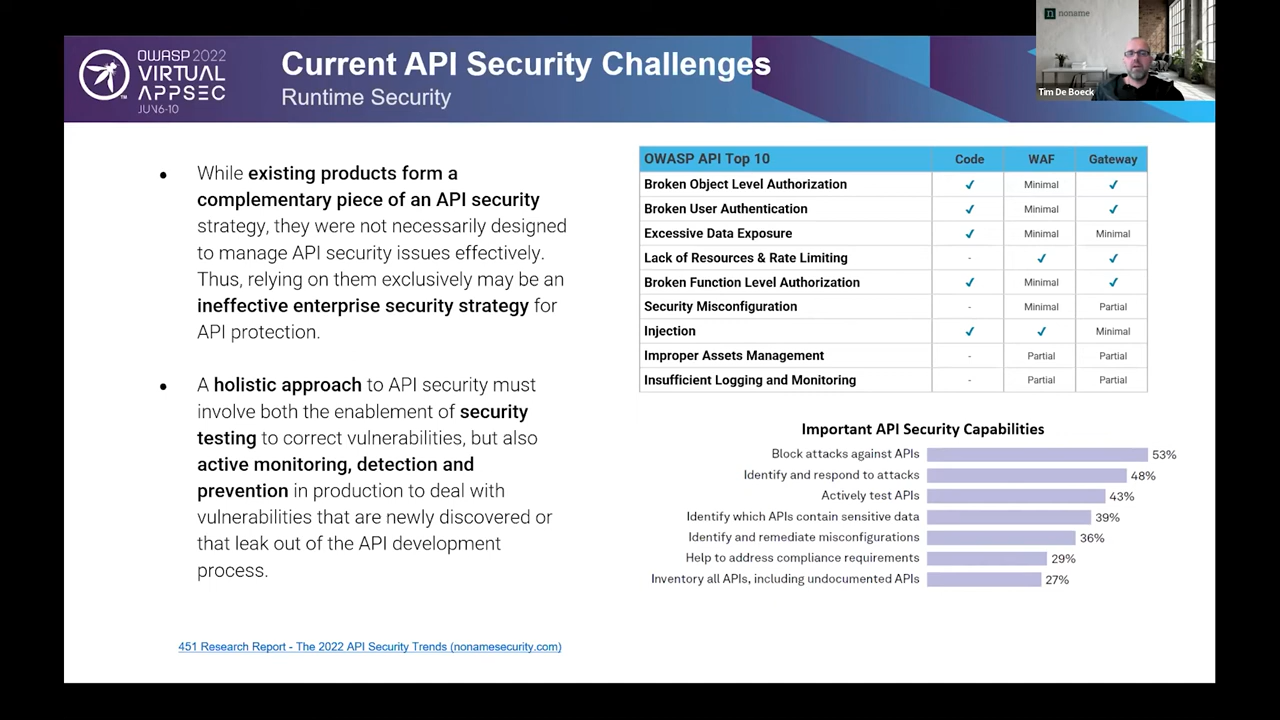 noname
Tim De Boeck
OWASP 2022
VIRTUAL
APPSEC
JUN 6-10
Current API Security Challenges
Runtime Security
While existing products form a
complementary piece of an API security
strategy, they were not necessarily designed
to manage API security issues effectively.
Thus, relying on them exclusively may be an
ineffective enterprise security strategy for
API protection.
A holistic approach to API security must
involve both the enablement of security
testing to correct vulnerabilities, but also
active monitoring, detection and
prevention in production to deal with
vulnerabilities that are newly discovered or
that leak out of the API development
process.
451 Research Report - The 2022 API Security Trends (nonamesecurity.com)
OWASP API Top 10 Code WAF Gateway
Broken Object Level Authorization ✓ Minimal ✓
Broken User Authentication ✓ Minimal ✓
Excessive Data Exposure ✓ Minimal Minimal
Lack of Resources & Rate Limiting - ✓ ✓
Broken Function Level Authorization ✓ Minimal ✓
Security Misconfiguration - Minimal Partial
Injection ✓ ✓ Minimal
Improper Assets Management - Partial Partial
Insufficient Logging and Monitoring - Partial Partial
Important API Security Capabilities
Block attacks against APIs 53%
Identify and respond to attacks 48%
Actively test APIs 43%
Identify which APIs contain sensitive data 39%
Identify and remediate misconfigurations 36%
Help to address compliance requirements 29%
Inventory all APIs, including undocumented APIs 27%